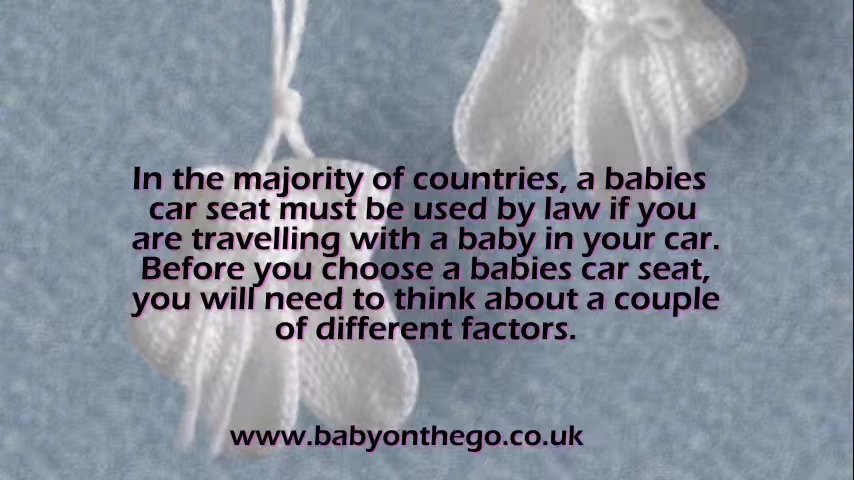 In the majority of countries, a babies
car seat must be used by law if you
are travelling with a baby in your car.
Before you choose a babies car seat,
you will need to think about a couple
of different factors.
www.babyonthego.co.uk